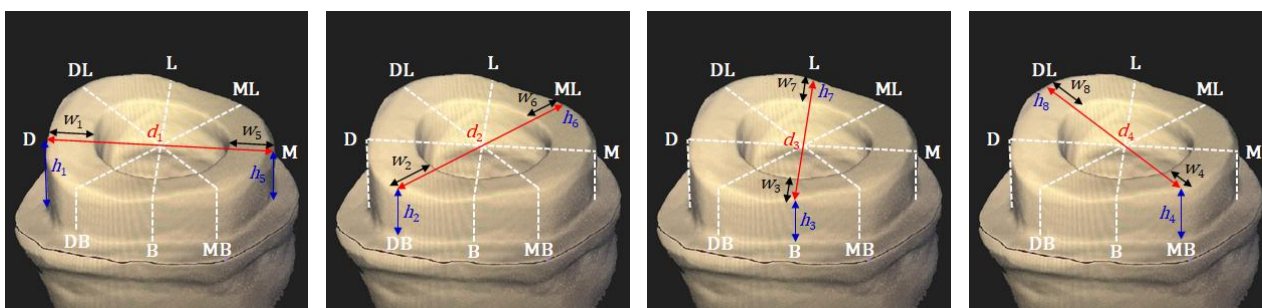 DL L ML
D w₁ d₁ w₅ M
h₁ h₅
DB B MB
DL L ML
w₆ h₆
D d₂ M
w₂
h₂
DB B MB
L
DL w₇ h₇ ML
D d₃ M
w₃
h₃
DB B MB
L
DL w₈ ML
h₈
D d₄ M
w₄
h₄
DB B MB